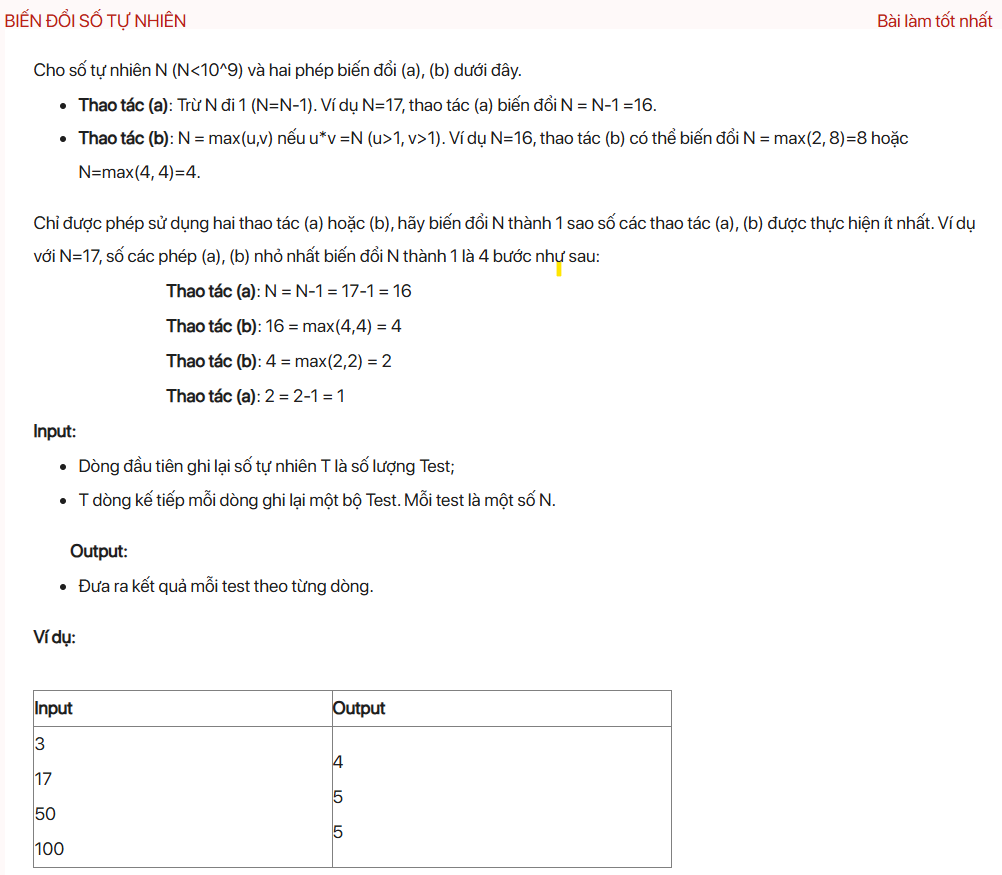 BIẾN ĐỔI SỐ TỰ NHIÊN Bài làm tốt nhất
Cho số tự nhiên N (N<10^9) và hai phép biến đổi (a), (b) dưới đây.
• Thao tác (a): Trừ N đi 1 (N=N-1). Ví dụ N=17, thao tác (a) biến đổi N = N-1 =16.
• Thao tác (b): N = max(u,v) nếu u*v =N (u>1, v>1). Ví dụ N=16, thao tác (b) có thể biến đổi N = max(2, 8)=8 hoặc
N=max(4, 4)=4.
Chỉ được phép sử dụng hai thao tác (a) hoặc (b), hãy biến đổi N thành 1 sao số các thao tác (a), (b) được thực hiện ít nhất. Ví dụ
với N=17, số các phép (a), (b) nhỏ nhất biến đổi N thành 1 là 4 bước như sau:
Thao tác (a): N = N-1 = 17-1 = 16
Thao tác (b): 16 = max(4,4) = 4
Thao tác (b): 4 = max(2,2) = 2
Thao tác (a): 2 = 2-1 = 1
Input:
• Dòng đầu tiên ghi lại số tự nhiên T là số lượng Test;
• T dòng kế tiếp mỗi dòng ghi lại một bộ Test. Mỗi test là một số N.
Output:
• Đưa ra kết quả mỗi test theo từng dòng.
Ví dụ:
Input Output
3
4
17
5
50
5
100